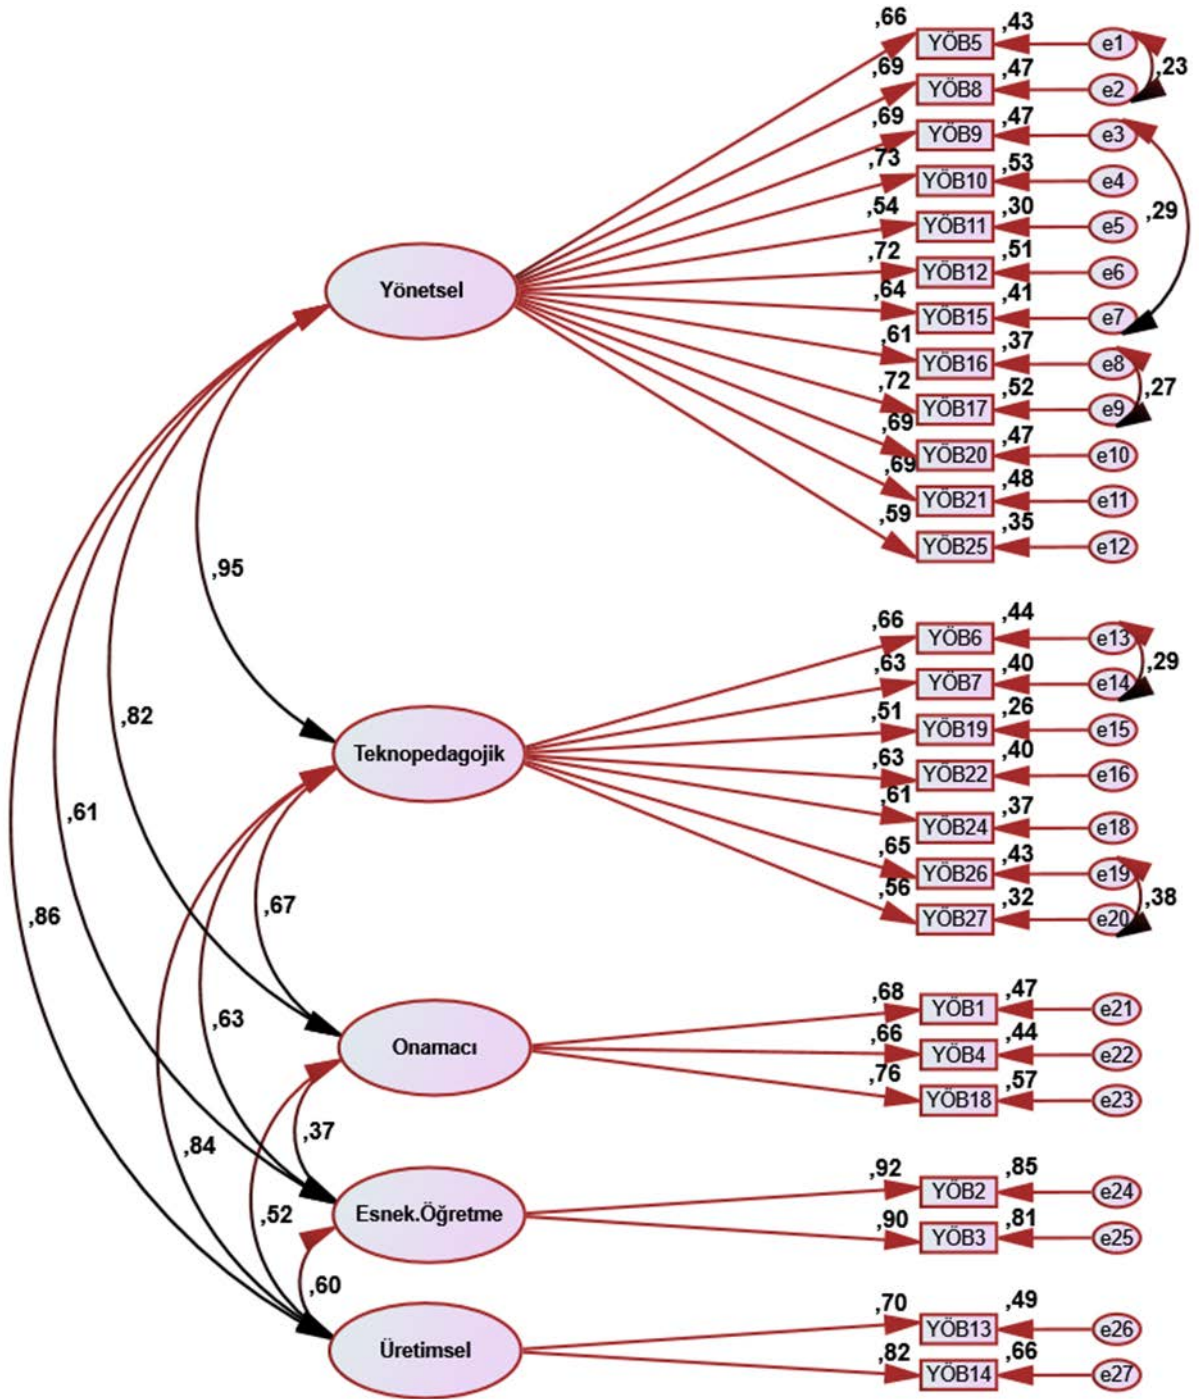 ,66 YÖB5 ,43 e1
,23
,69 YÖB8 ,47 e2
,69 YÖB9 ,47 e3
,73 YÖB10 ,53 e4
,54 YÖB11 ,30 e5
,29
,72 YÖB12 ,51 e6
Yönetsel
,64 YÖB15 ,41 e7
,61 YÖB16 ,37 e8
,27
,72 YÖB17 ,52 e9
,69 YÖB20 ,47 e10
,69 YÖB21 ,48 e11
,59 YÖB25 ,35 e12
,95
,82
,61
,86
,66 YÖB6 ,44 e13
,29
,63 YÖB7 ,40 e14
,51 YÖB19 ,26 e15
Teknopedagojik
,63 YÖB22 ,40 e16
,61 YÖB24 ,37 e18
,65 YÖB26 ,43 e19
,38
,56 YÖB27 ,32 e20
,67
,63
,84
,68 YÖB1 ,47 e21
Onamacı
,66 YÖB4 ,44 e22
,76 YÖB18 ,57 e23
,37
,52
,92 YÖB2 ,85 e24
Esnek.Öğretme
,90 YÖB3 ,81 e25
,60
,70 YÖB13 ,49 e26
Üretimsel
,82 YÖB14 ,66 e27